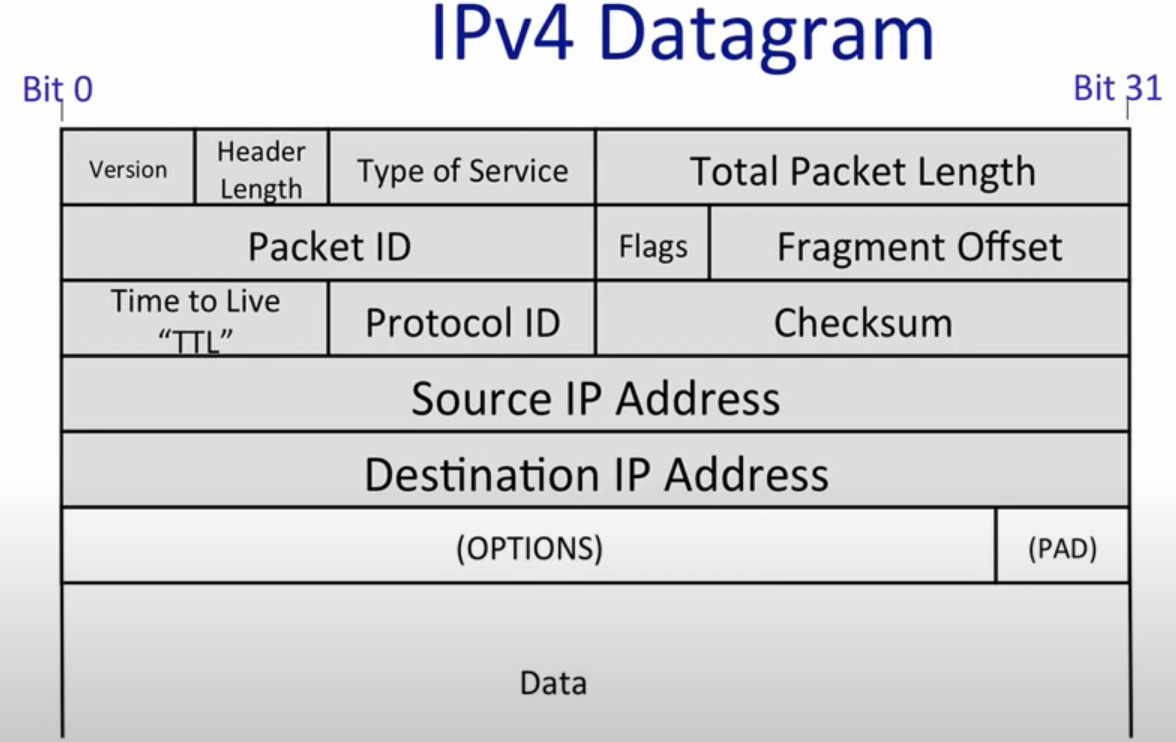 IPv4 Datagram
Bit 0
Bit 31
Version
Header
Length
Type of Service
Total Packet Length
Packet ID
Flags
Fragment Offset
Time to Live
“TTL”
Protocol ID
Checksum
Source IP Address
Destination IP Address
(OPTIONS)
(PAD)
Data